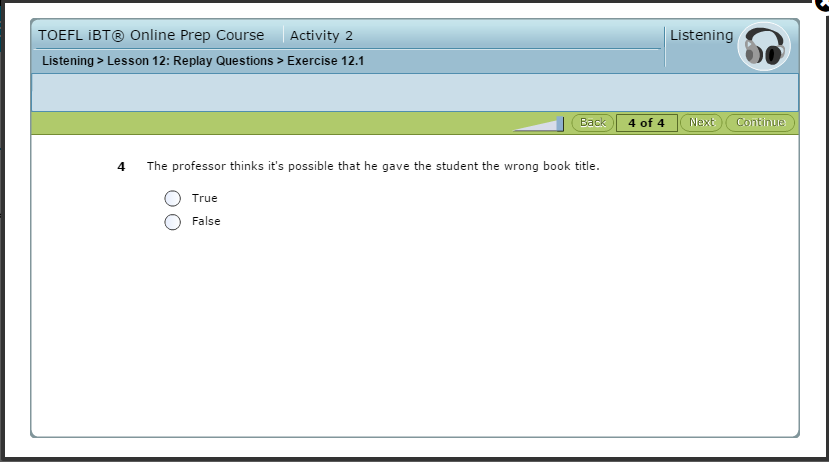 TOEFL iBT® Online Prep Course Activity 2 Listening
Listening > Lesson 12: Replay Questions > Exercise 12.1
Back 4 of 4 Next Continue
4 The professor thinks it's possible that he gave the student the wrong book title.
True
False